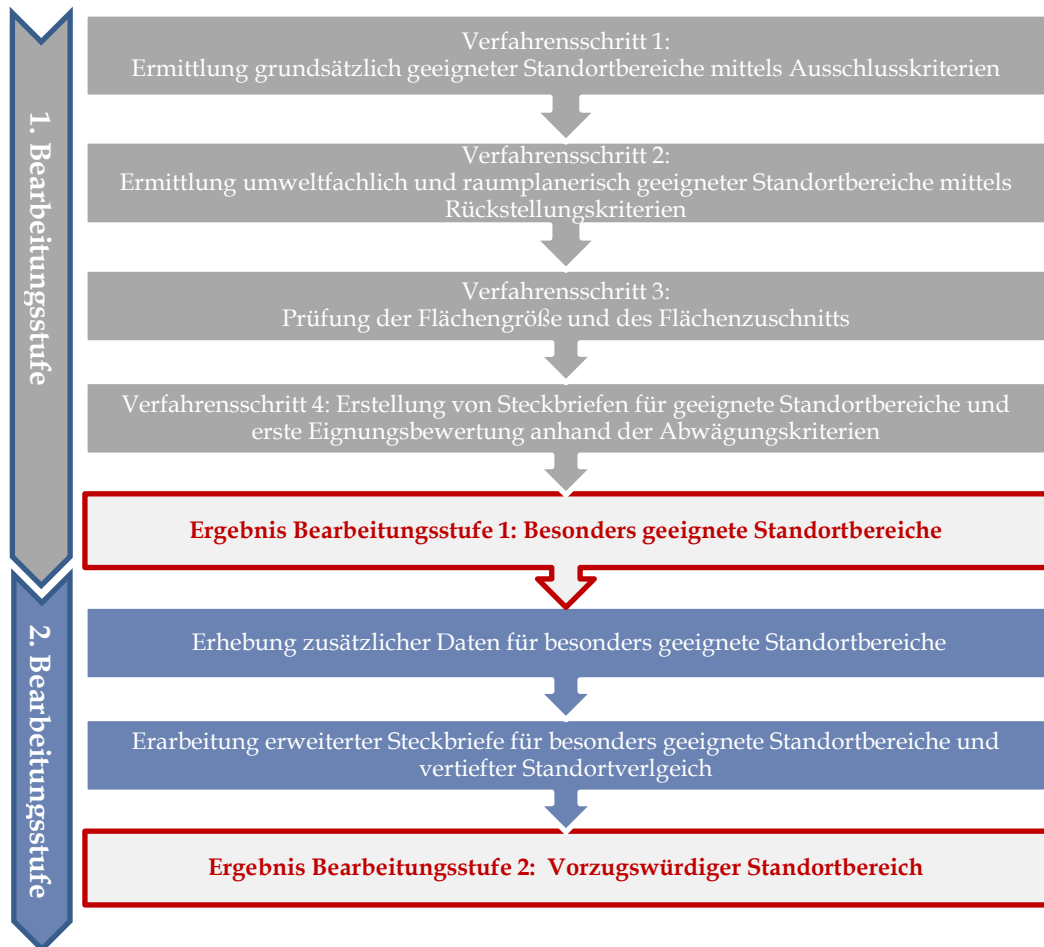 1. Bearbeitungsstufe
Verfahrensschritt 1:
Ermittlung grundsätzlich geeigneter Standortbereiche mittels Ausschlusskriterien
Verfahrensschritt 2:
Ermittlung umweltfachlich und raumplanerisch geeigneter Standortbereiche mittels
Rückstellungskriterien
Verfahrensschritt 3:
Prüfung der Flächengröße und des Flächenzuschnitts
Verfahrensschritt 4: Erstellung von Steckbriefen für geeignete Standortbereiche und
erste Eignungsbewertung anhand der Abwägungskriterien
Ergebnis Bearbeitungsstufe 1: Besonders geeignete Standortbereiche
2. Bearbeitungsstufe
Erhebung zusätzlicher Daten für besonders geeignete Standortbereiche
Erarbeitung erweiterter Steckbriefe für besonders geeignete Standortbereiche und
vertiefter Standortverlgeich
Ergebnis Bearbeitungsstufe 2: Vorzugswürdiger Standortbereich